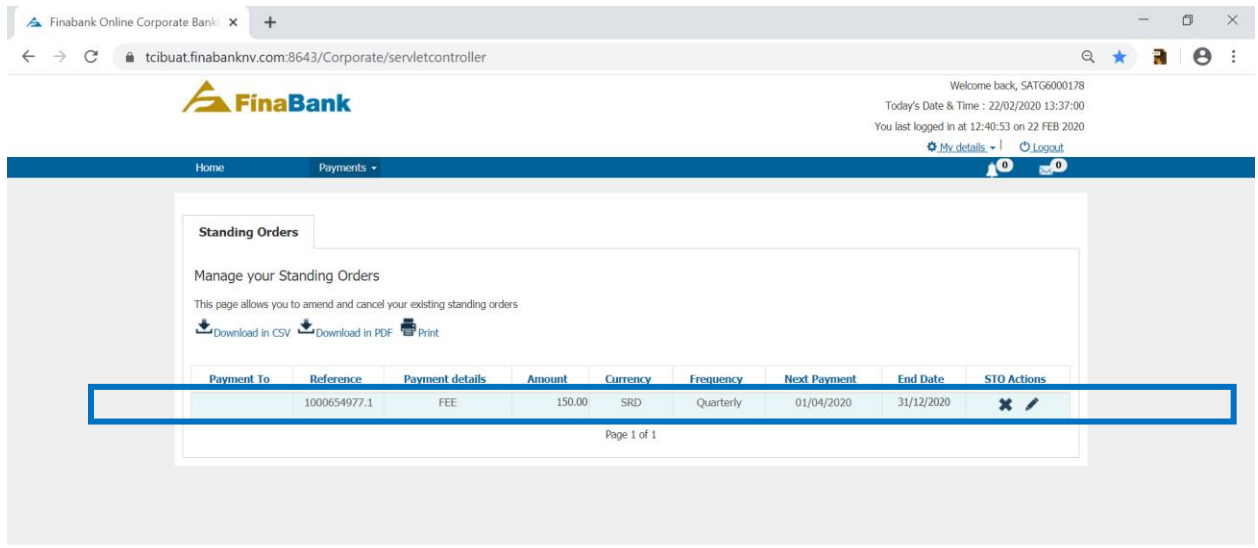 Finabank Online Corporate Bank
tcibuat.finabanknv.com:8643/Corporate/servletcontroller
FinaBank
Welcome back, SATG6000178
Today's Date & Time : 22/02/2020 13:37:00
You last logged in at 12:40:53 on 22 FEB 2020
My details Logout
Home Payments 0 0
Standing Orders
Manage your Standing Orders
This page allows you to amend and cancel your existing standing orders
Download in CSV Download in PDF Print
Payment To Reference Payment details Amount Currency Frequency Next Payment End Date STO Actions
1000654977.1 FEE 150.00 SRD Quarterly 01/04/2020 31/12/2020
Page 1 of 1